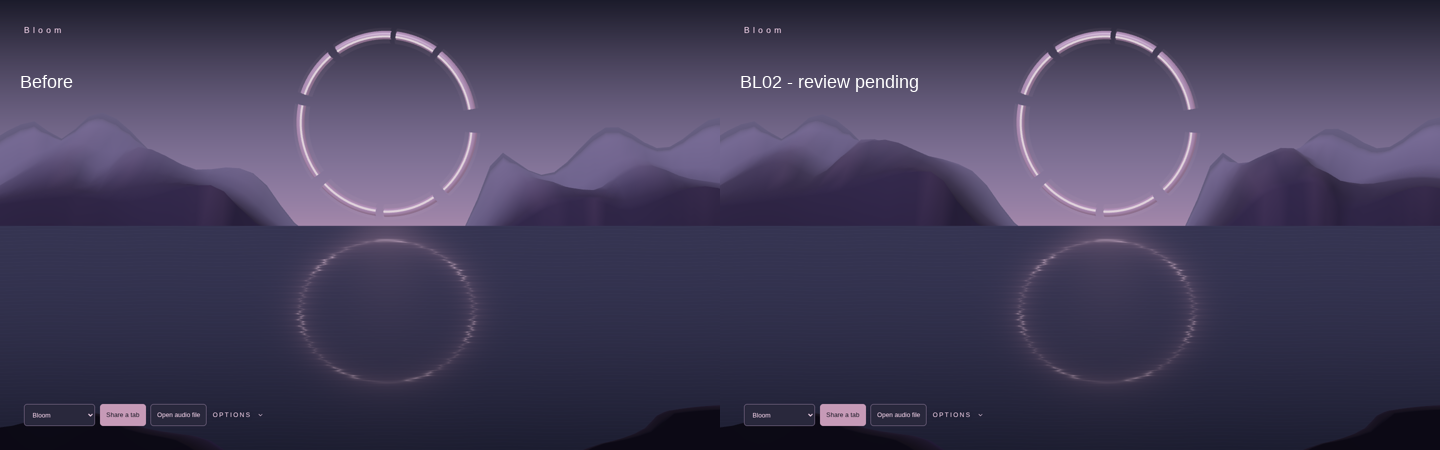 Bloom
Before
Bloom
Share a tab
Open audio file
OPTIONS
Bloom
BL02 - review pending
Bloom
Share a tab
Open audio file
OPTIONS